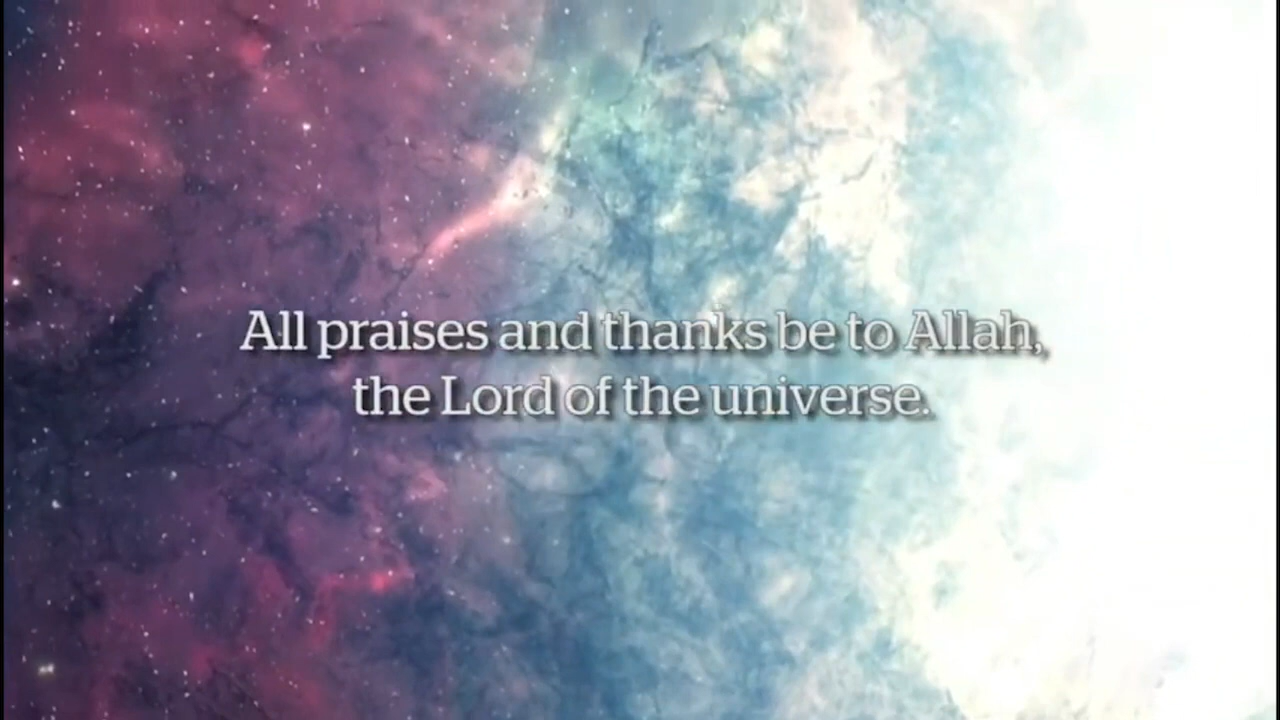 All praises and thanks be to Allah,
the Lord of the universe.